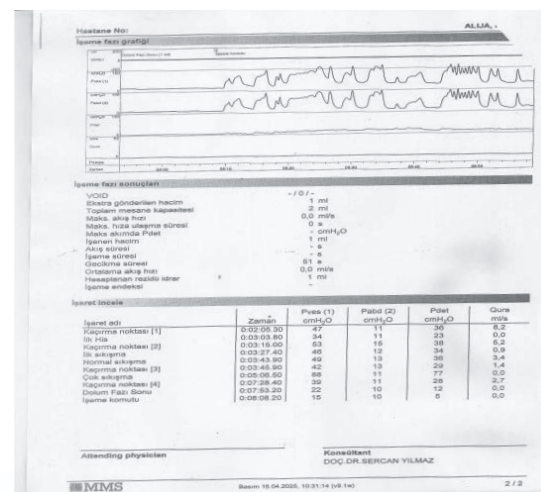 Hastane No:
ALIJA, -
İşeme fazı grafiği
İşeme fazı sonuçları
VOID - / 0 / -
Ekstra gönderilen hacim 1 ml
Toplam mesane kapasitesi 2 ml
Maks. akış hızı 0,0 ml/s
Maks. hıza ulaşma süresi 0 s
Maks akımda Pdet - cmH₂O
İşenen hacim 1 ml
Akış süresi - s
İşeme süresi - s
Gecikme süresi 61 s
Ortalama akış hızı 0,0 ml/s
Hesaplanan rezidü idrar 1 ml
İşeme endeksi -
İşaret incele
İşaret adı Zaman Pves (1) cmH₂O Pabd (2) cmH₂O Pdet cmH₂O Qura ml/s
Kaçırma noktası [1] 0:02:05.30 47 11 36 8,2
İlk His 0:03:03.80 34 11 23 0,0
Kaçırma noktası [2] 0:03:15.00 53 15 38 5,2
İlk sıkışma 0:03:27.40 46 12 34 0,9
Normal sıkışma 0:03:43.90 49 13 36 3,4
Kaçırma noktası [3] 0:03:45.90 42 13 29 1,4
Çok sıkışma 0:05:06.50 88 11 77 0,0
Kaçırma noktası [4] 0:07:28.40 39 11 28 2,7
Dolum Fazı Sonu 0:07:53.20 22 10 12 0,0
İşeme komutu 0:08:08.20 15 10 5 0,0
Attending physician
Konsültant
DOÇ.DR.SERCAN YILMAZ
MMS
Basım 15.04.2025, 10:31:14 (v9.1w)
2 / 2